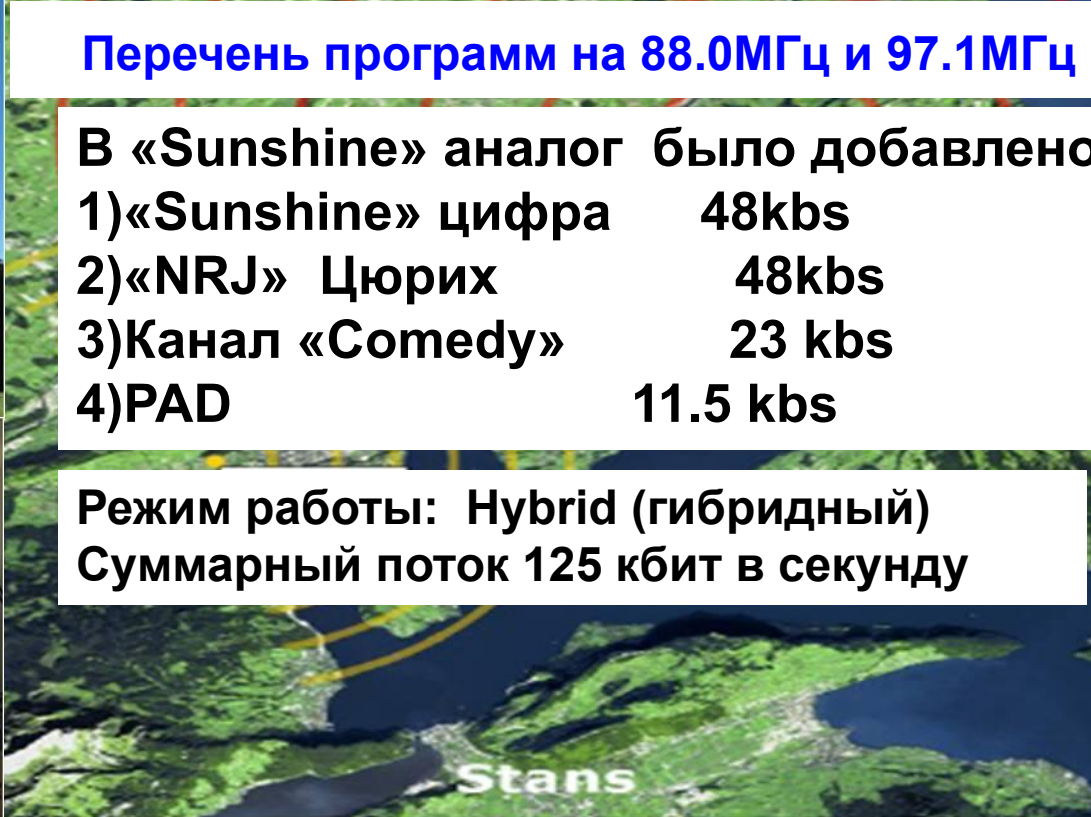 Перечень программ на 88.0МГц и 97.1МГц
В «Sunshine» аналог было добавлено
1)«Sunshine» цифра 48kbs
2)«NRJ» Цюрих 48kbs
3)Канал «Comedy» 23 kbs
4)PAD 11.5 kbs
Режим работы: Hybrid (гибридный)
Суммарный поток 125 кбит в секунду
Stans